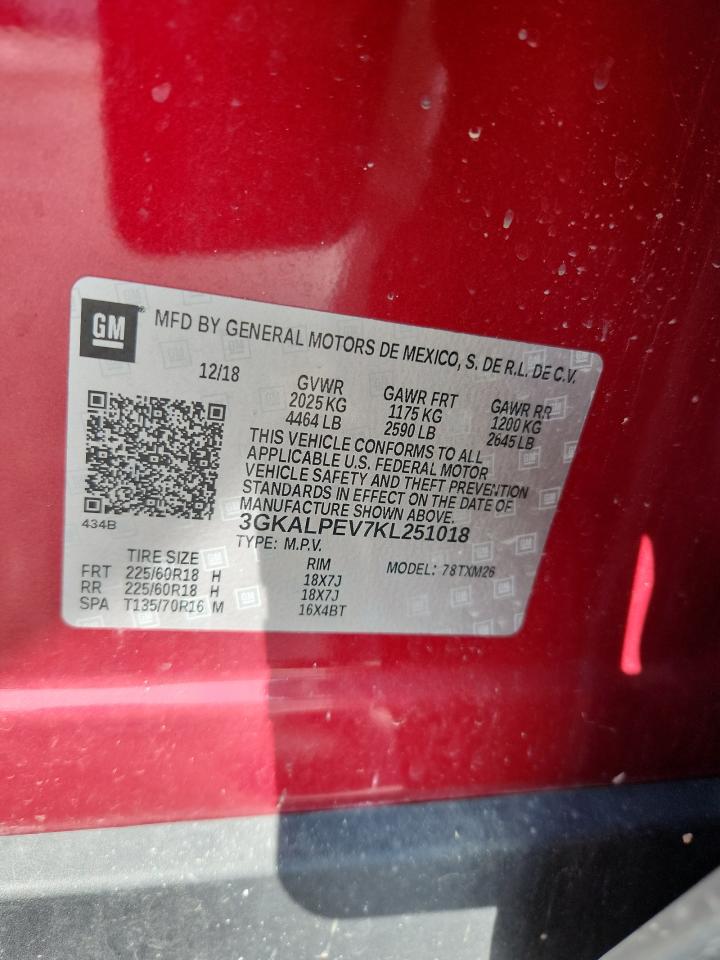 GM
MFD BY GENERAL MOTORS DE MEXICO, S. DE R.L. DE C.V.
12/18
GVWR GAWR FRT GAWR RR
2025 KG 1175 KG 1200 KG
4464 LB 2590 LB 2645 LB
THIS VEHICLE CONFORMS TO ALL
APPLICABLE U.S. FEDERAL MOTOR
VEHICLE SAFETY AND THEFT PREVENTION
STANDARDS IN EFFECT ON THE DATE OF
MANUFACTURE SHOWN ABOVE.
434B
3GKALPEV7KL251018
TYPE: M.P.V. MODEL: 78TXM26
TIRE SIZE RIM
FRT 225/60R18 H 18X7J
RR 225/60R18 H 18X7J
SPA T135/70R16 M 16X4BT